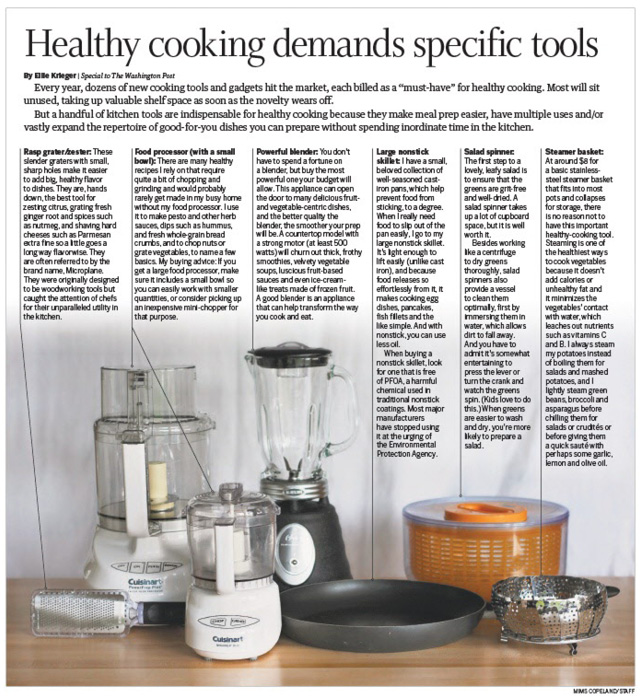 Healthy cooking demands specific tools
By Ellie Krieger | Special to The Washington Post
Every year, dozens of new cooking tools and gadgets hit the market, each billed as a “must-have” for healthy cooking. Most will sit
unused, taking up valuable shelf space as soon as the novelty wears off.
But a handful of kitchen tools are indispensable for healthy cooking because they make meal prep easier, have multiple uses and/or
vastly expand the repertoire of good-for-you dishes you can prepare without spending inordinate time in the kitchen.
Rasp grater/zester: These
slender graters with small,
sharp holes make it easier
to add big, healthy flavor
to dishes. They are, hands
down, the best tool for
zesting citrus, grating fresh
ginger root and spices such
as nutmeg, and shaving hard
cheeses such as Parmesan
extra fine so a little goes a
long way flavorwise. They
are often referred to by the
brand name, Microplane.
They were originally designed
to be woodworking tools but
caught the attention of chefs
for their unparalleled utility in
the kitchen.
Food processor (with a small
bowl): There are many healthy
recipes I rely on that require
quite a bit of chopping and
grinding and would probably
rarely get made in my busy home
without my food processor. I use
it to make pesto and other herb
sauces, dips such as hummus,
and fresh whole-grain bread
crumbs, and to chop nuts or
grate vegetables, to name a few
basics. My buying advice: If you
get a large food processor, make
sure it includes a small bowl so
you can easily work with smaller
quantities, or consider picking up
an inexpensive mini-chopper for
that purpose.
Powerful blender: You don’t
have to spend a fortune on
a blender, but buy the most
powerful one your budget will
allow. This appliance can open
the door to many delicious fruit-
and vegetable-centric dishes,
and the better quality the
blender, the smoother your prep
will be. A countertop model with
a strong motor (at least 500
watts) will churn out thick, frothy
smoothies, velvety vegetable
soups, luscious fruit-based
sauces and even ice-cream-
like treats made of frozen fruit.
A good blender is an appliance
that can help transform the way
you cook and eat.
Large nonstick
skillet: I have a small,
beloved collection of
well-seasoned cast-
iron pans, which help
prevent food from
sticking, to a degree.
When I really need
food to slip out of the
pan easily, I go to my
large nonstick skillet.
It’s light enough to
lift easily (unlike cast
iron), and because
food releases so
effortlessly from it, it
makes cooking egg
dishes, pancakes,
fish fillets and the
like simple. And with
nonstick, you can use
less oil.
When buying a
nonstick skillet, look
for one that is free
of PFOA, a harmful
chemical used in
traditional nonstick
coatings. Most major
manufacturers
have stopped using
it at the urging of
the Environmental
Protection Agency.
Salad spinner:
The first step to a
lovely, leafy salad is
to ensure that the
greens are grit-free
and well-dried. A
salad spinner takes
up a lot of cupboard
space, but it is well
worth it.
Besides working
like a centrifuge
to dry greens
thoroughly, salad
spinners also
provide a vessel
to clean them
optimally, first by
immersing them in
water, which allows
dirt to fall away.
And you have to
admit it’s somewhat
entertaining to
press the lever or
turn the crank and
watch the greens
spin. (Kids love to do
this.) When greens
are easier to wash
and dry, you’re more
likely to prepare a
salad.
Steamer basket:
At around $8 for
a basic stainless-
steel steamer basket
that fits into most
pots and collapses
for storage, there
is no reason not to
have this important
healthy-cooking tool.
Steaming is one of
the healthiest ways
to cook vegetables
because it doesn’t
add calories or
unhealthy fat and
it minimizes the
vegetables’ contact
with water, which
leaches out nutrients
such as vitamins C
and B. I always steam
my potatoes instead
of boiling them for
salads and mashed
potatoes, and I
lightly steam green
beans, broccoli and
asparagus before
chilling them for
salads or crudités or
before giving them
a quick sauté with
perhaps some garlic,
lemon and olive oil.
Cuisinart
Cuisinart
MIMS COPELAND/STAFF